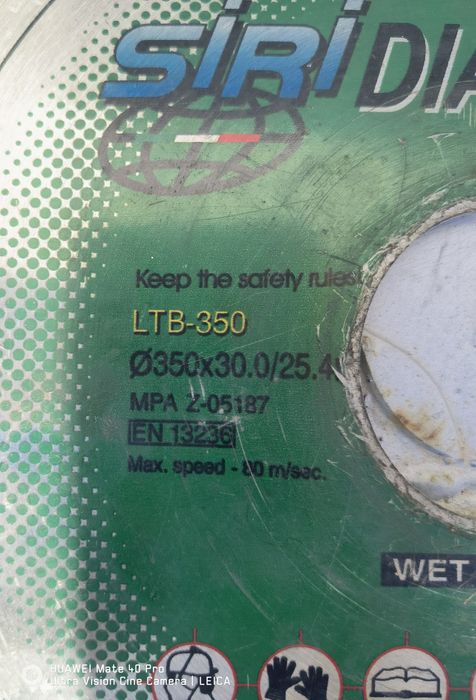 SIRI DIA
Keep the safety rules
LTB-350
Ø350x30.0/25.4
MPA Z-05187
EN 13236
Max. speed - 80 m/sec.
WET
HUAWEI Mate 40 Pro
Ultra Vision Cine Camera | LEICA